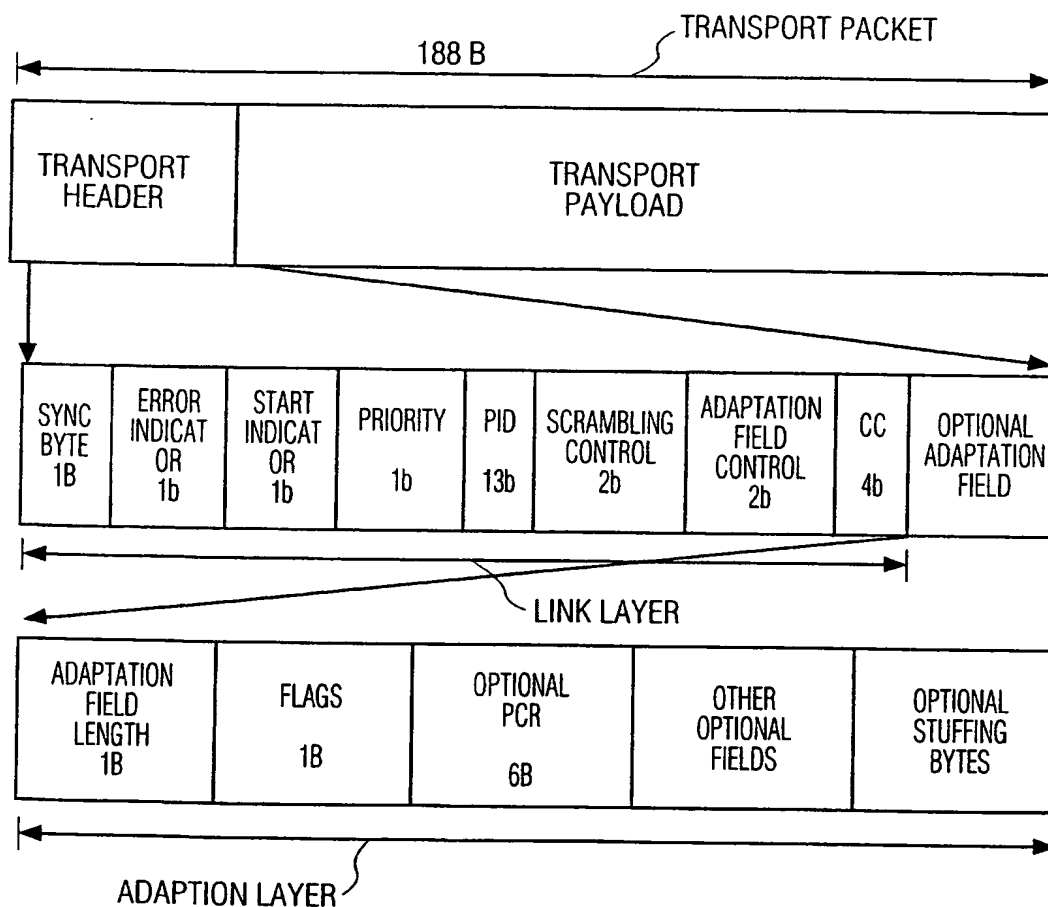 TRANSPORT PACKET
188 B
TRANSPORT
HEADER
TRANSPORT
PAYLOAD
SYNC
BYTE
1B
ERROR
INDICAT
OR
1b
START
INDICAT
OR
1b
PRIORITY
1b
PID
13b
SCRAMBLING
CONTROL
2b
ADAPTATION
FIELD
CONTROL
2b
CC
4b
OPTIONAL
ADAPTATION
FIELD
LINK LAYER
ADAPTATION
FIELD
LENGTH
1B
FLAGS
1B
OPTIONAL
PCR
6B
OTHER
OPTIONAL
FIELDS
OPTIONAL
STUFFING
BYTES
ADAPTION LAYER